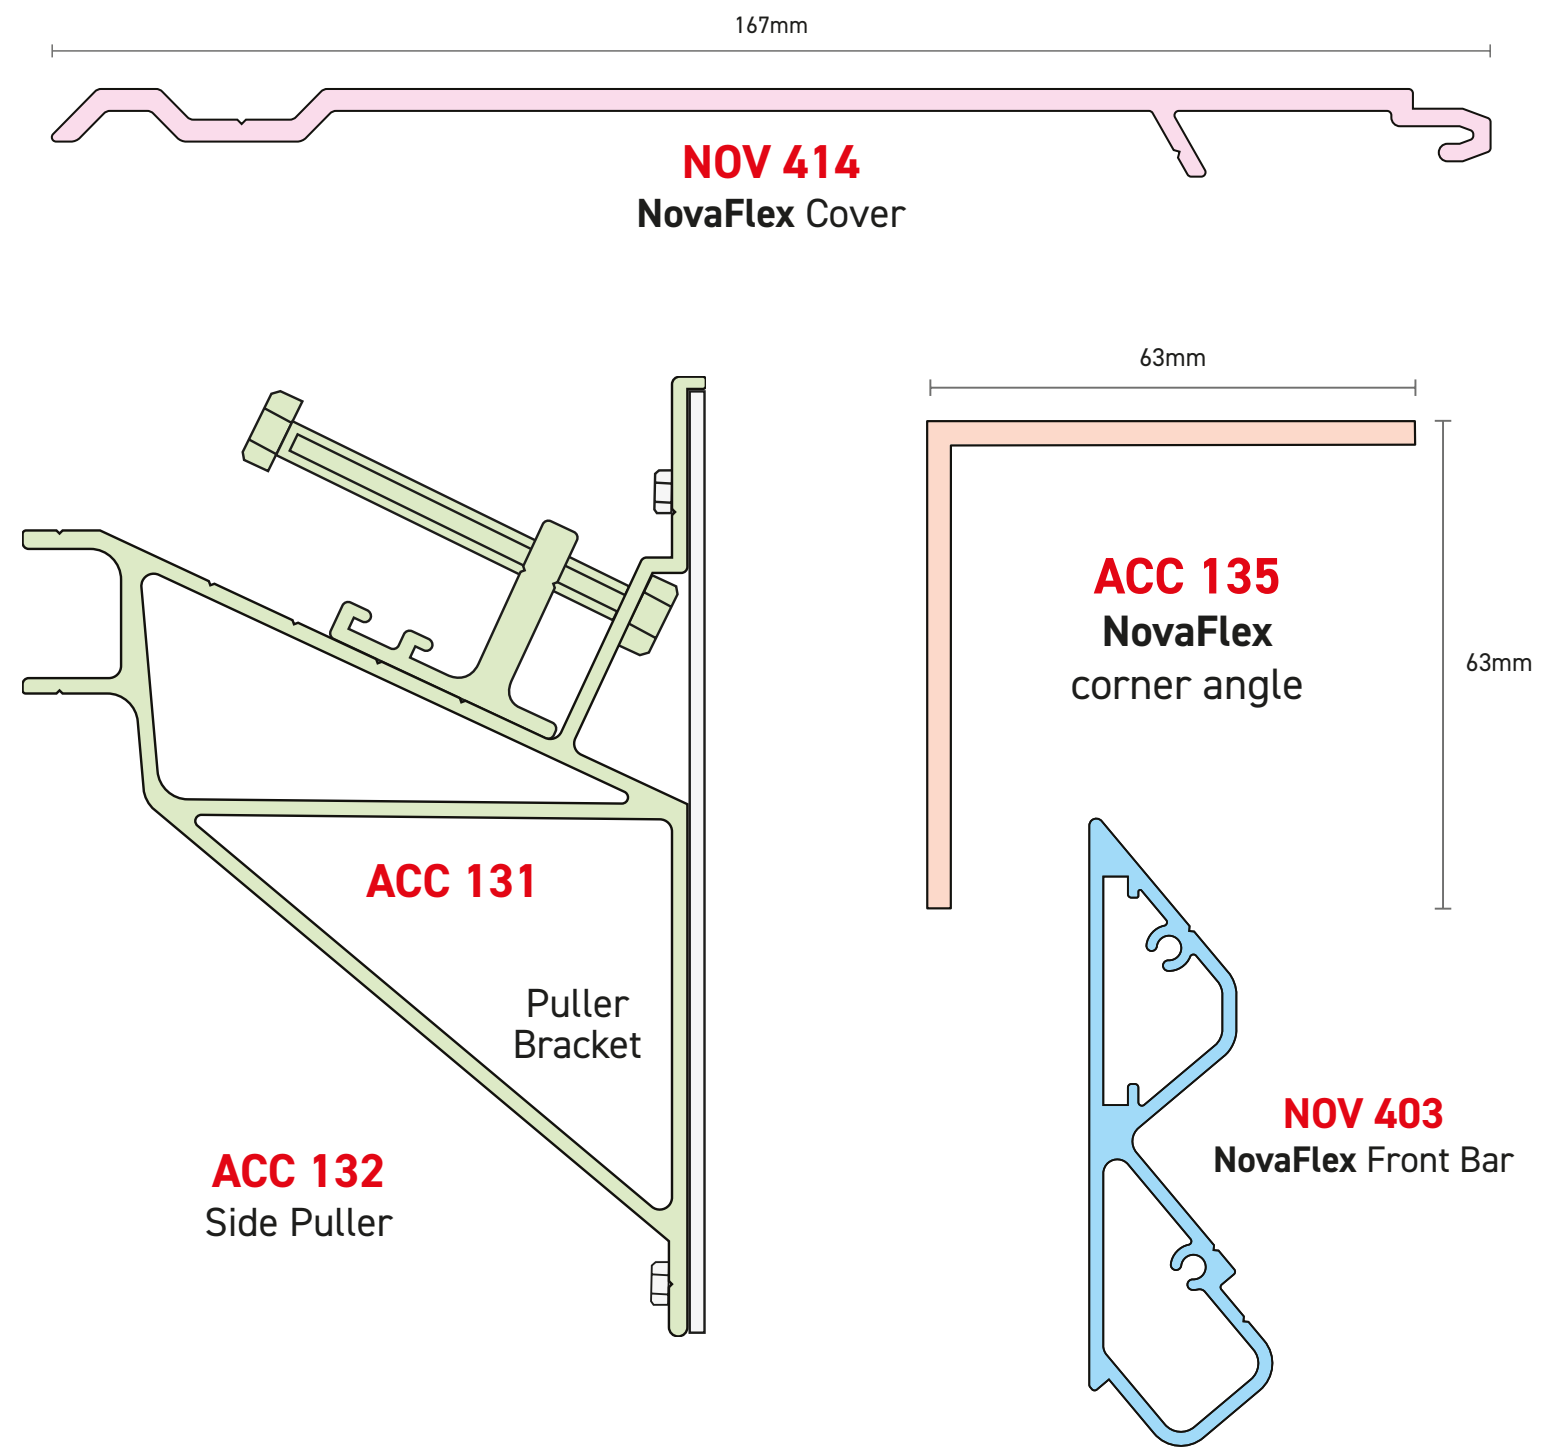 167mm
NOV 414
NovaFlex Cover
63mm
ACC 135
NovaFlex
corner angle
63mm
ACC 131
Puller
Bracket
NOV 403
NovaFlex Front Bar
ACC 132
Side Puller